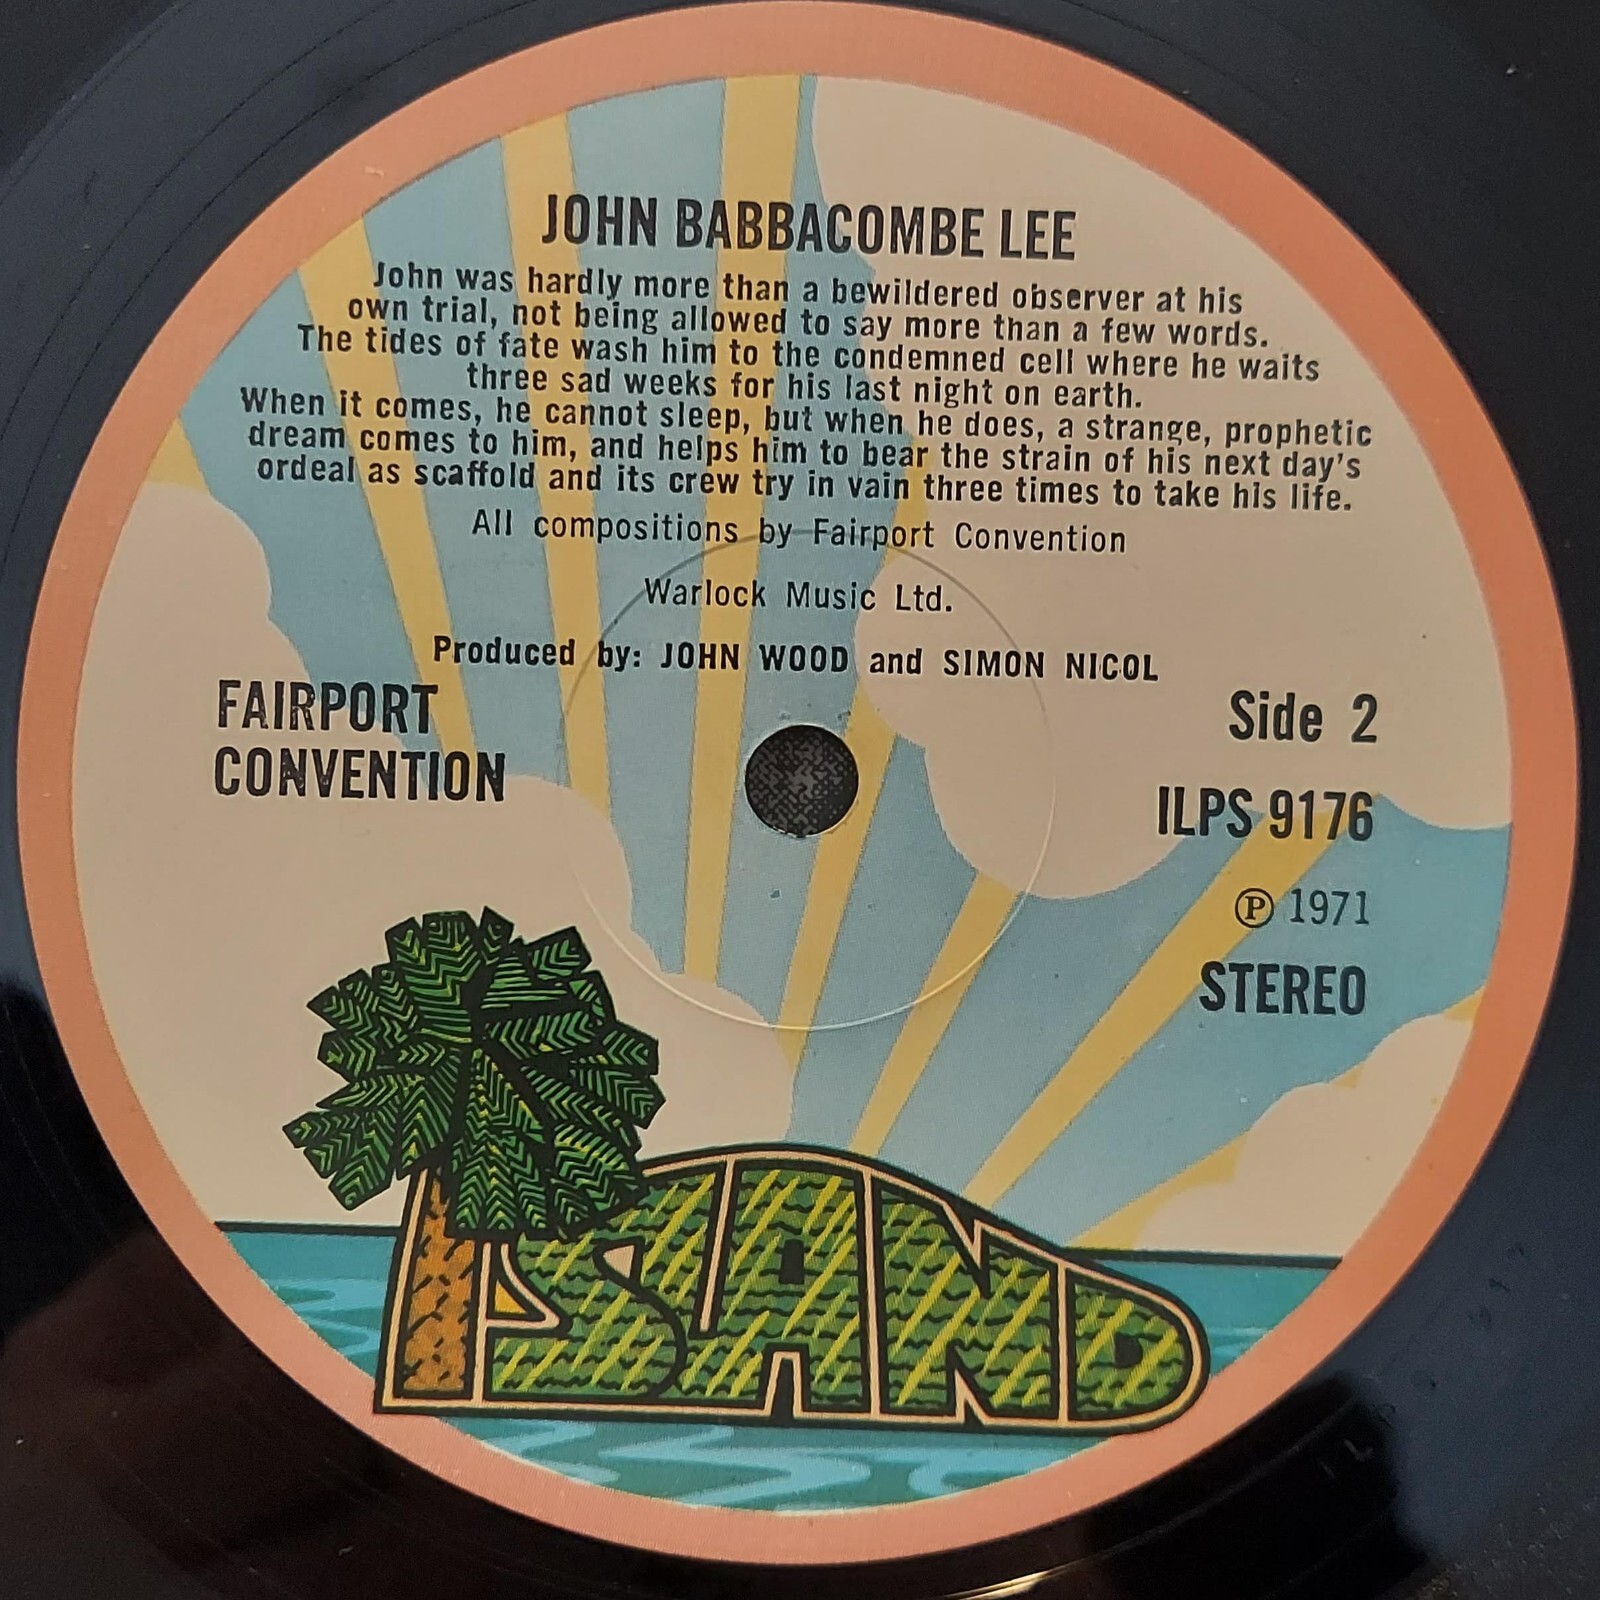 JOHN BABBACOMBE LEE
John was hardly more than a bewildered observer at his
own trial, not being allowed to say more than a few words.
The tides of fate wash him to the condemned cell where he waits
three sad weeks for his last night on earth.
When it comes, he cannot sleep, but when he does, a strange, prophetic
dream comes to him, and helps him to bear the strain of his next day's
ordeal as scaffold and its crew try in vain three times to take his life.
All compositions by Fairport Convention
Warlock Music Ltd.
Produced by: JOHN WOOD and SIMON NICOL
FAIRPORT
CONVENTION
Side 2
ILPS 9176
Ⓟ 1971
STEREO
ISLAND